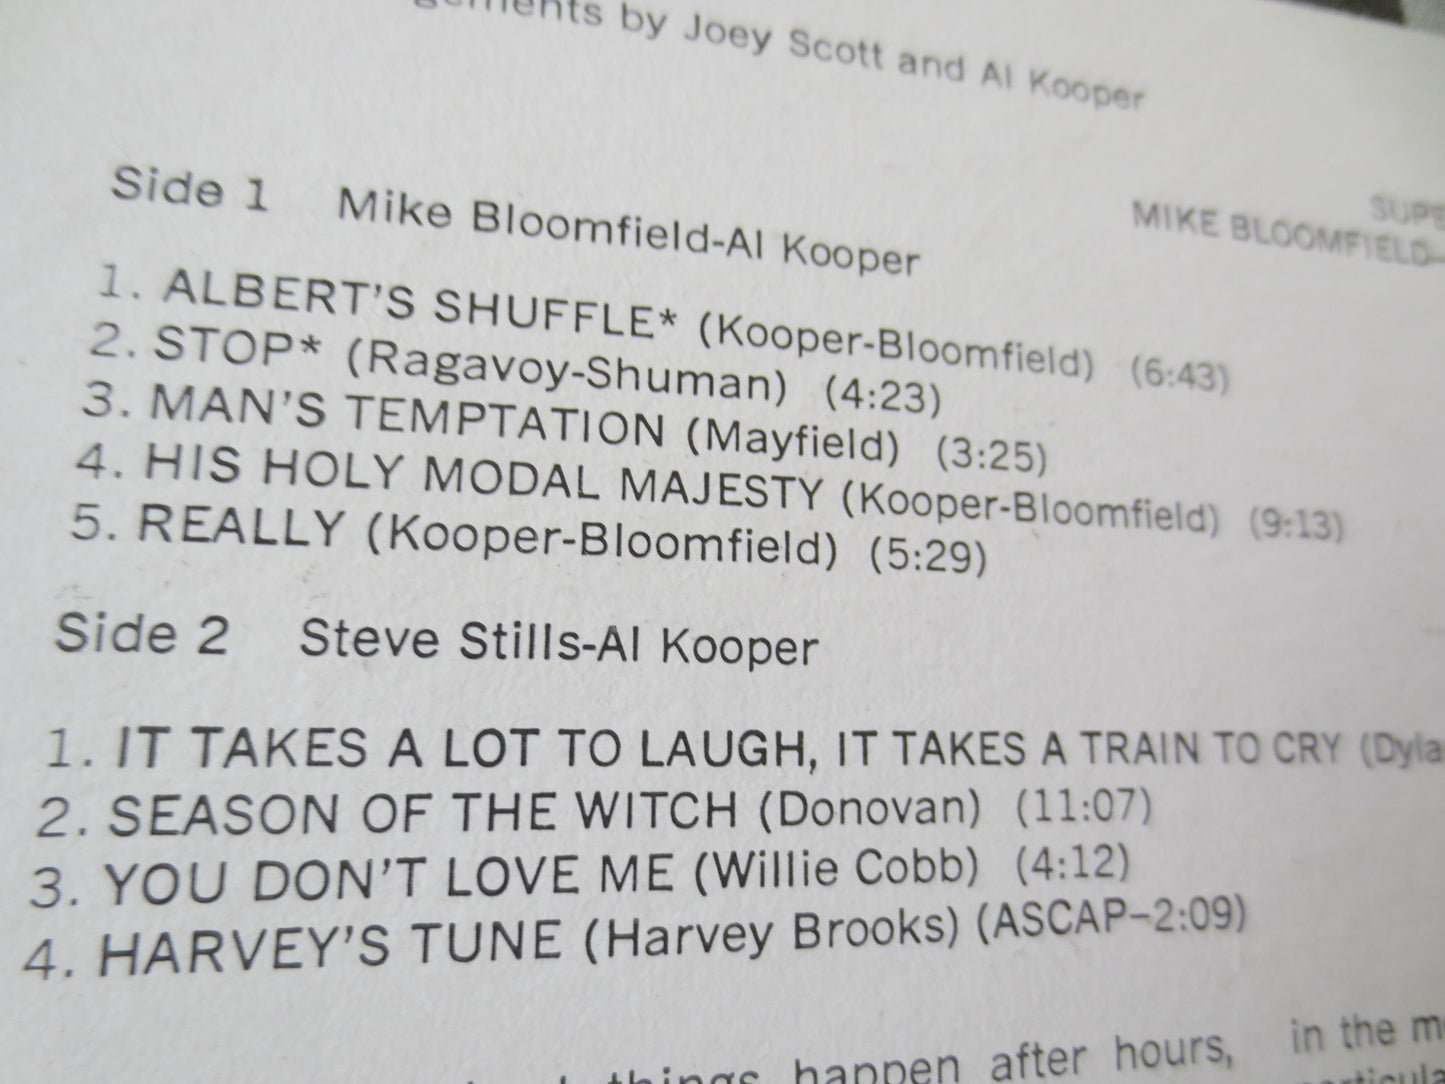 by Joey Scott and Al Kooper
Side 1 Mike Bloomfield-Al Kooper
MIKE BLOOMFIELD-
1. ALBERT'S SHUFFLE* (Kooper-Bloomfield) (6:43)
2. STOP* (Ragavoy-Shuman) (4:23)
3. MAN'S TEMPTATION (Mayfield) (3:25)
4. HIS HOLY MODAL MAJESTY (Kooper-Bloomfield) (9:13)
5. REALLY (Kooper-Bloomfield) (5:29)
Side 2 Steve Stills-Al Kooper
1. IT TAKES A LOT TO LAUGH, IT TAKES A TRAIN TO CRY (Dyla
2. SEASON OF THE WITCH (Donovan) (11:07)
3. YOU DON'T LOVE ME (Willie Cobb) (4:12)
4. HARVEY'S TUNE (Harvey Brooks) (ASCAP–2:09)
things happen after hours, in the m